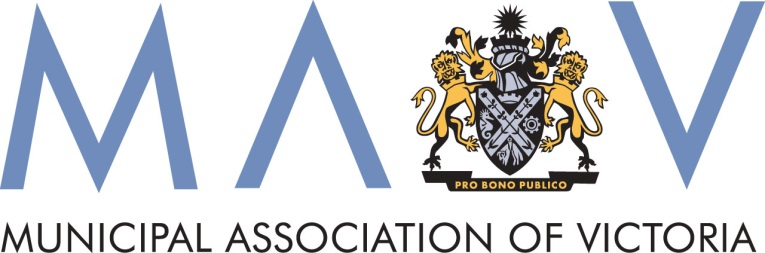 MAV
PRO BONO PUBLICO
MUNICIPAL ASSOCIATION OF VICTORIA